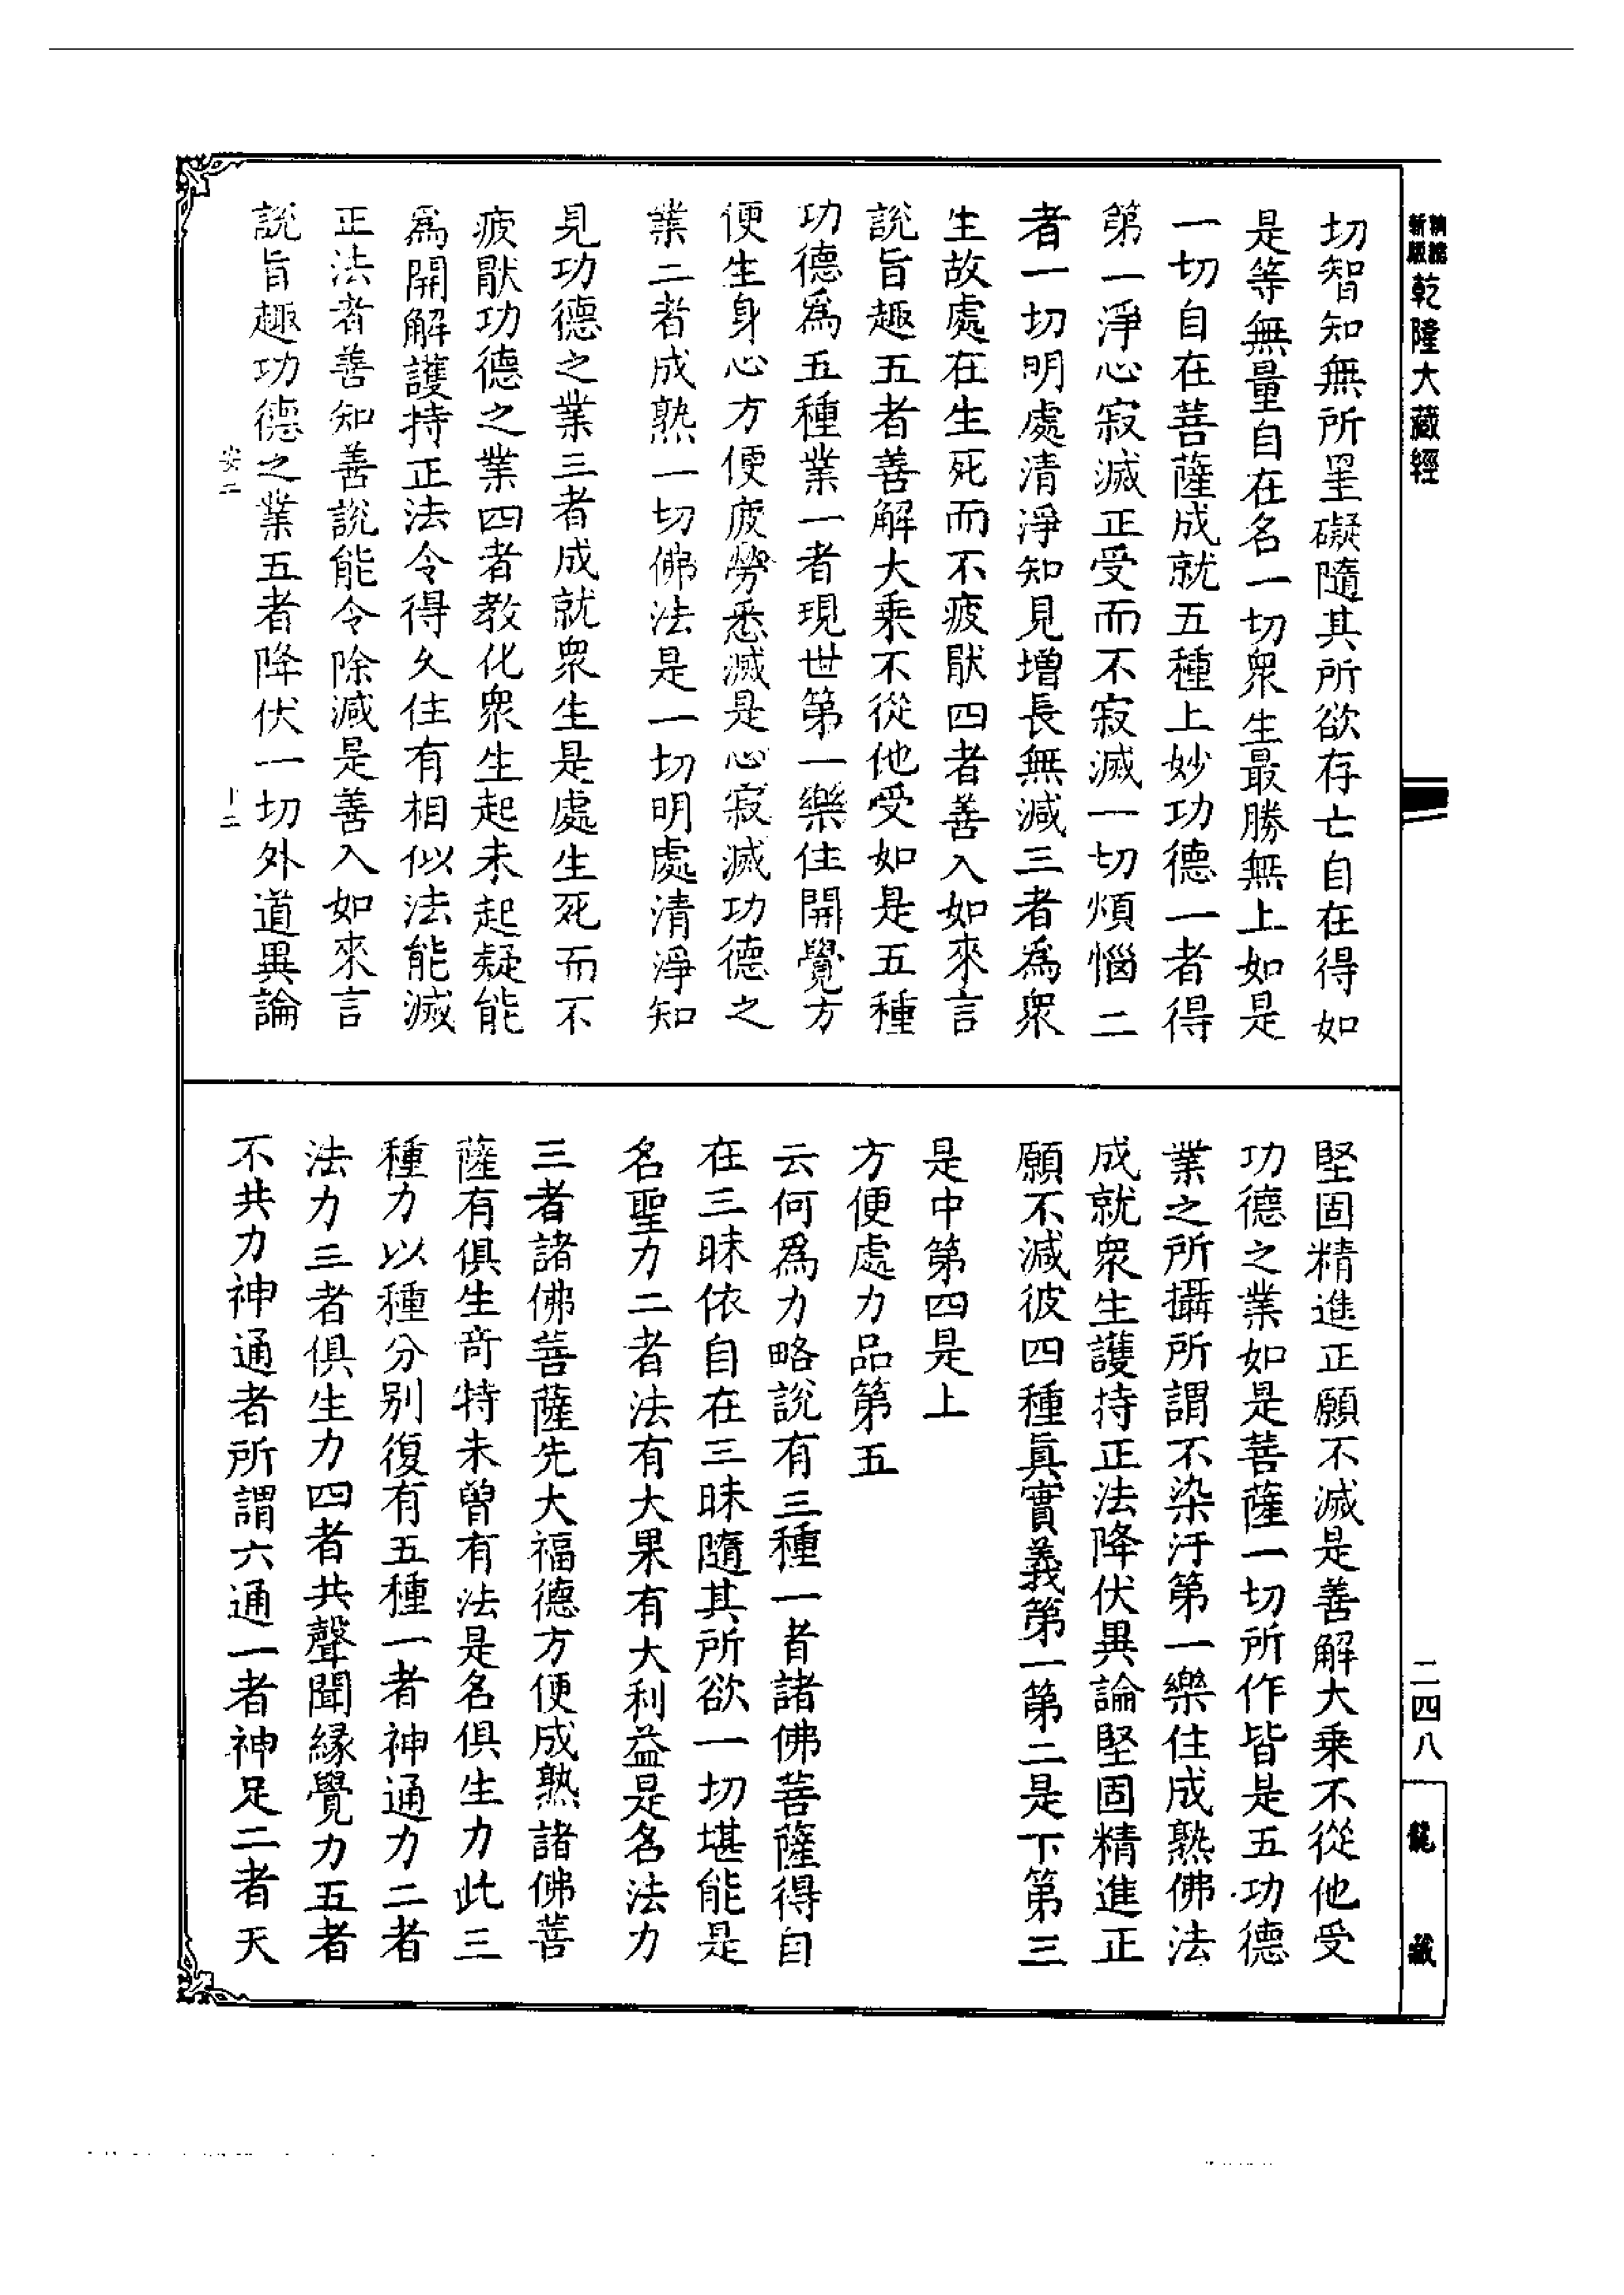 乾隆大藏經
切智知無所罣礙隨其所欲存亡自在得如
是等無量自在名一切衆生最勝無上如是
一切自在菩薩成就五種上妙功德一者得
第一淨心寂滅正受而不寂滅一切煩惱二
者一切明處清淨知見增長無減三者爲衆
生故處在生死而不疲厭四者善入如來言
說旨趣五者善解大乘不從他受如是五種
功德爲五種業一者現世第一樂住開覺方
便生身心方便疲勞悉滅是心寂滅功德之
業二者成熟一切佛法是一切明處清淨知
見功德之業三者成就衆生是處生死而不
疲厭功德之業四者教化衆生起未起疑能
爲開解護持正法令得久住有相似法能滅
正法者善知善說能令除滅是善入如來言
說旨趣功德之業五者降伏一切外道異論
安二
十二
堅固精進正願不滅是善解大乘不從他受
功德之業如是菩薩一切所作皆是五功德
業之所攝所謂不染汙第一樂住成熟佛法
成就衆生護持正法降伏異論堅固精進正
願不減彼四種眞實義第一第二是下第三
是中第四是上
方便處力品第五
云何爲力略說有三種一者諸佛菩薩得自
在三昧依自在三昧隨其所欲一切堪能是
名聖力二者法有大果有大利益是名法力
三者諸佛菩薩先大福德方便成熟諸佛菩
薩有俱生奇特未曾有法是名俱生力此三
種力以種分別復有五種一者神通力二者
法力三者俱生力四者共聲聞緣覺力五者
不共力神通者所謂六通一者神足二者天
二四八
龍藏